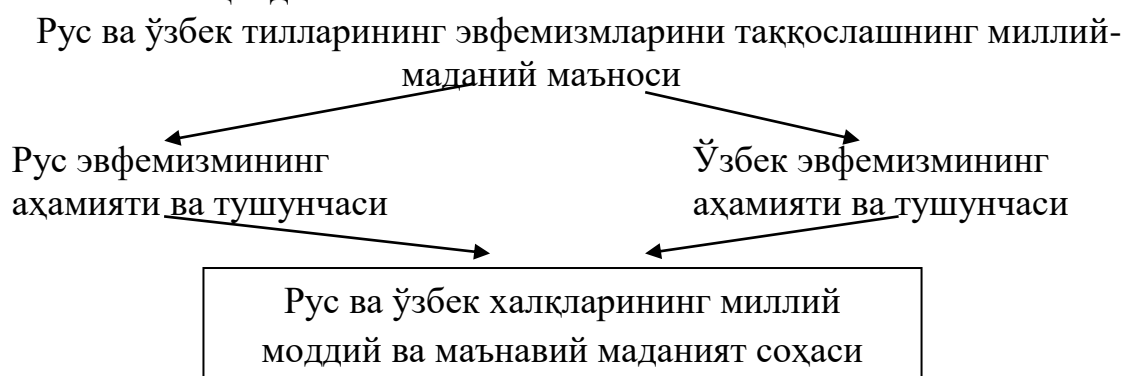 Рус ва ўзбек тилларининг эвфемизмларини таққослашнинг миллий-
маданий маъноси
Рус эвфемизмининг
аҳамияти ва тушунчаси
Ўзбек эвфемизмининг
аҳамияти ва тушунчаси
Рус ва ўзбек халқларининг миллий
моддий ва маънавий маданият соҳаси